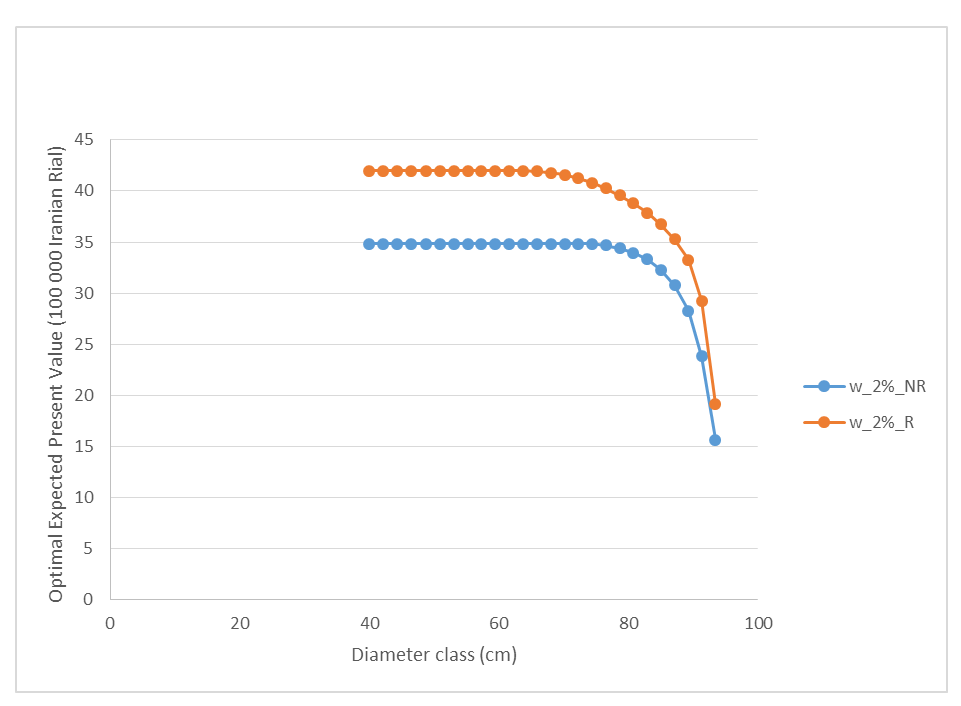 Optimal Expected Present Value (100 000 Iranian Rial)
45
40
35
30
25
20
15
10
5
0
0 20 40 60 80 100
Diameter class (cm)
w_2%_NR
w_2%_R